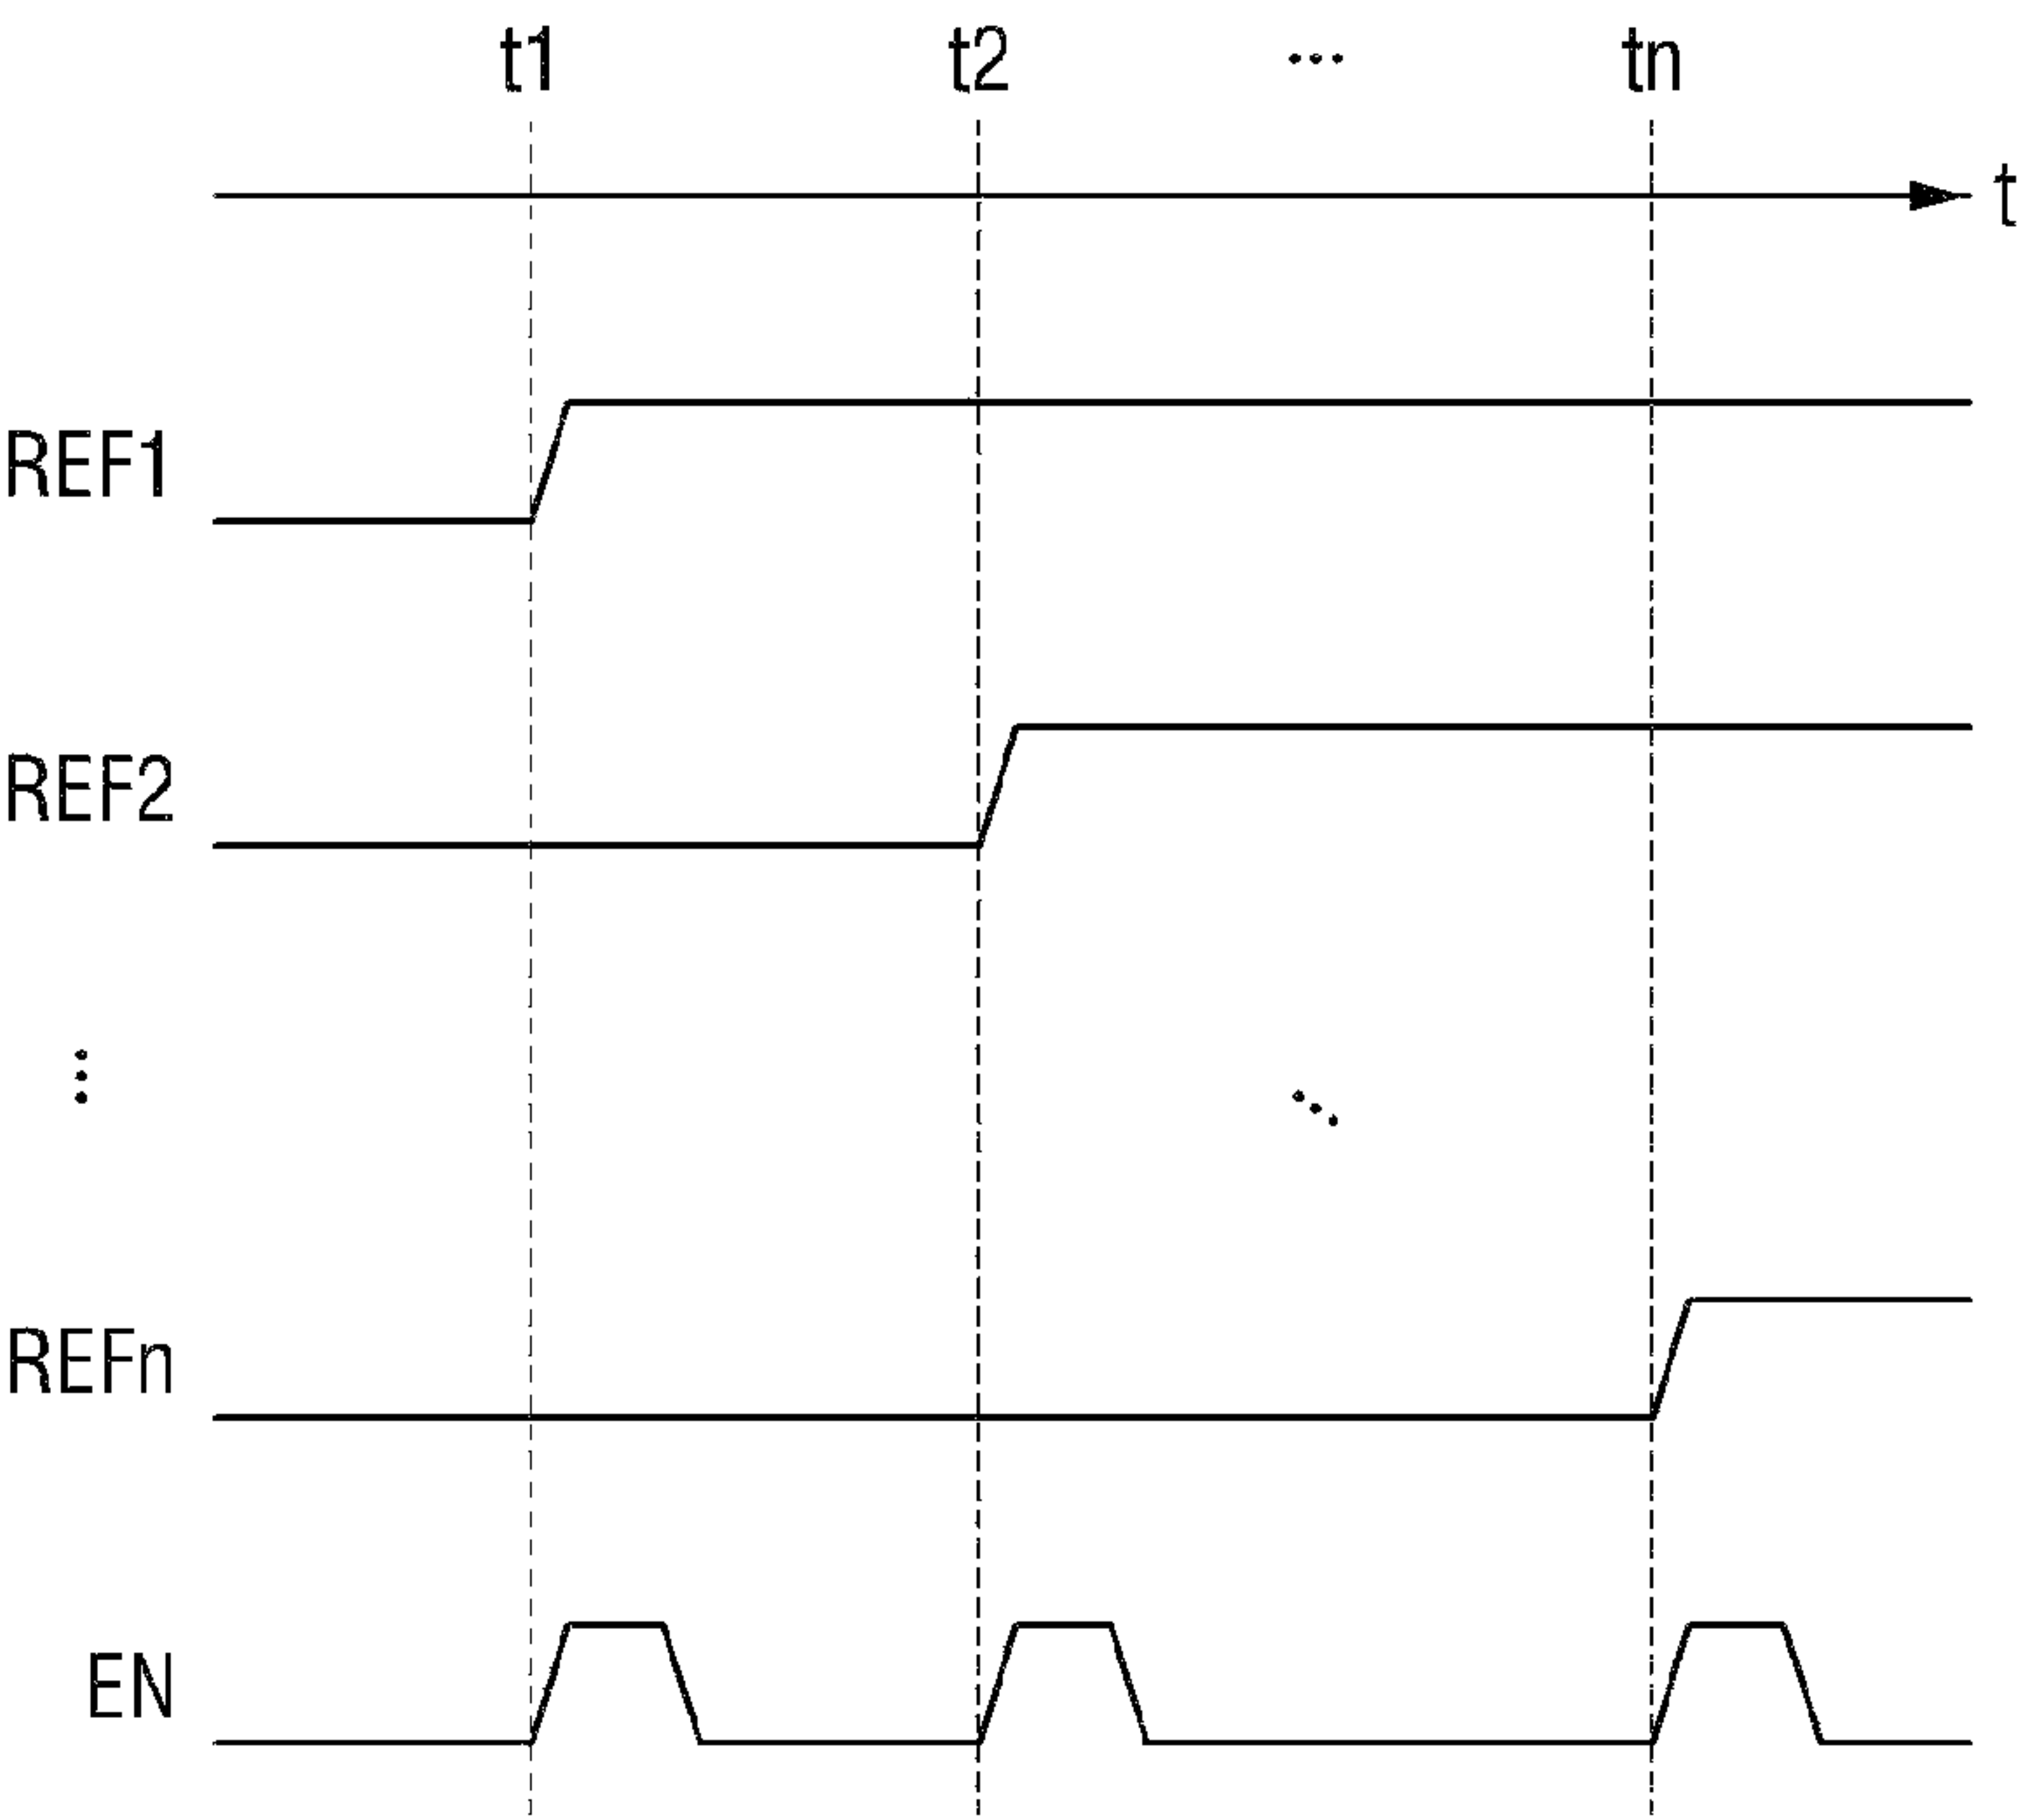 t1 t2 ... tn
t
REF1
REF2
⋮
REFn
EN